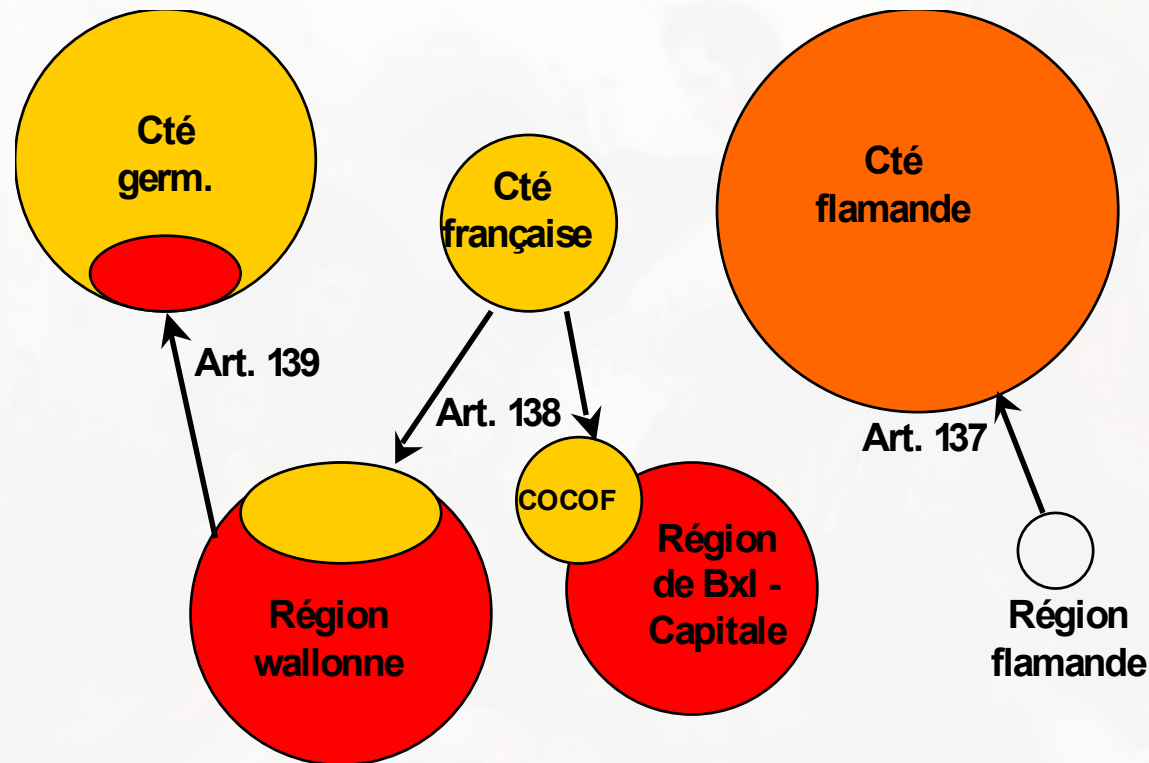 Cté
germ.
Cté
française
Cté
flamande
Art. 139
Art. 138
Art. 137
COCOF
Région
de Bxl -
Capitale
Région
wallonne
Région
flamande